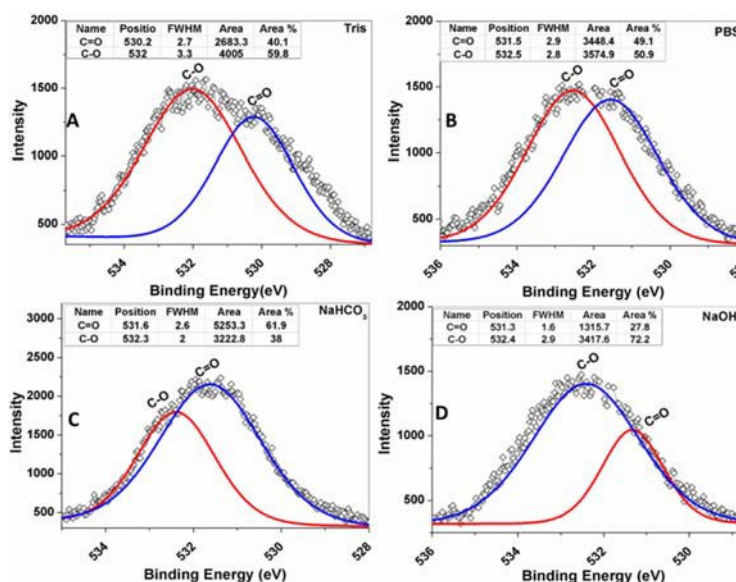 Name Positio FWHM Area Area % Tris
C=O 530.2 2.7 2683.3 40.1
C-O 532 3.3 4005 59.8
1500
1000
500
Intensity
A
C-O
C=O
534 532 530 528
Binding Energy(eV)
Name Position FWHM Area Area % PBS
C=O 531.5 2.9 3448.4 49.1
C-O 532.5 2.8 3574.9 50.9
1500
1000
500
Intensity
B
C-O
C=O
536 534 532 530
Binding Energy (eV)
Name Position FWHM Area Area % NaHCO₃
C=O 531.6 2.6 5253.3 61.9
C-O 532.3 2 3222.8 38
3000
2500
2000
1500
1000
500
Intensity
C
C-O
C=O
534 532 530 528
Binding Energy (eV)
Name Position FWHM Area Area % NaOH
C=O 531.3 1.6 1315.7 27.8
C-O 532.4 2.9 3417.6 72.2
2000
1500
1000
500
Intensity
D
C-O
C=O
536 534 532 530
Binding Energy (eV)